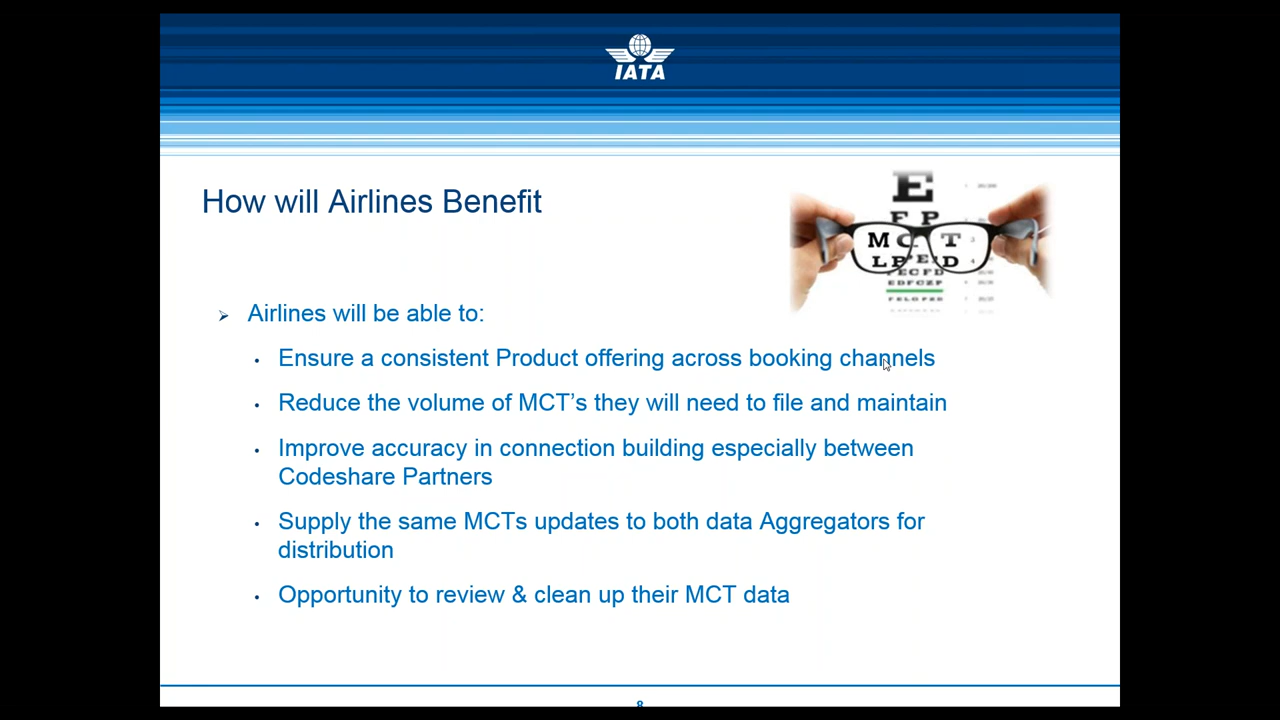 IATA
How will Airlines Benefit
E
F P
M C T
L P E D
P E C F D
E D F C Z P
F E L O P Z D
➢ Airlines will be able to:
• Ensure a consistent Product offering across booking channels
• Reduce the volume of MCT’s they will need to file and maintain
• Improve accuracy in connection building especially between
Codeshare Partners
• Supply the same MCTs updates to both data Aggregators for
distribution
• Opportunity to review & clean up their MCT data
8